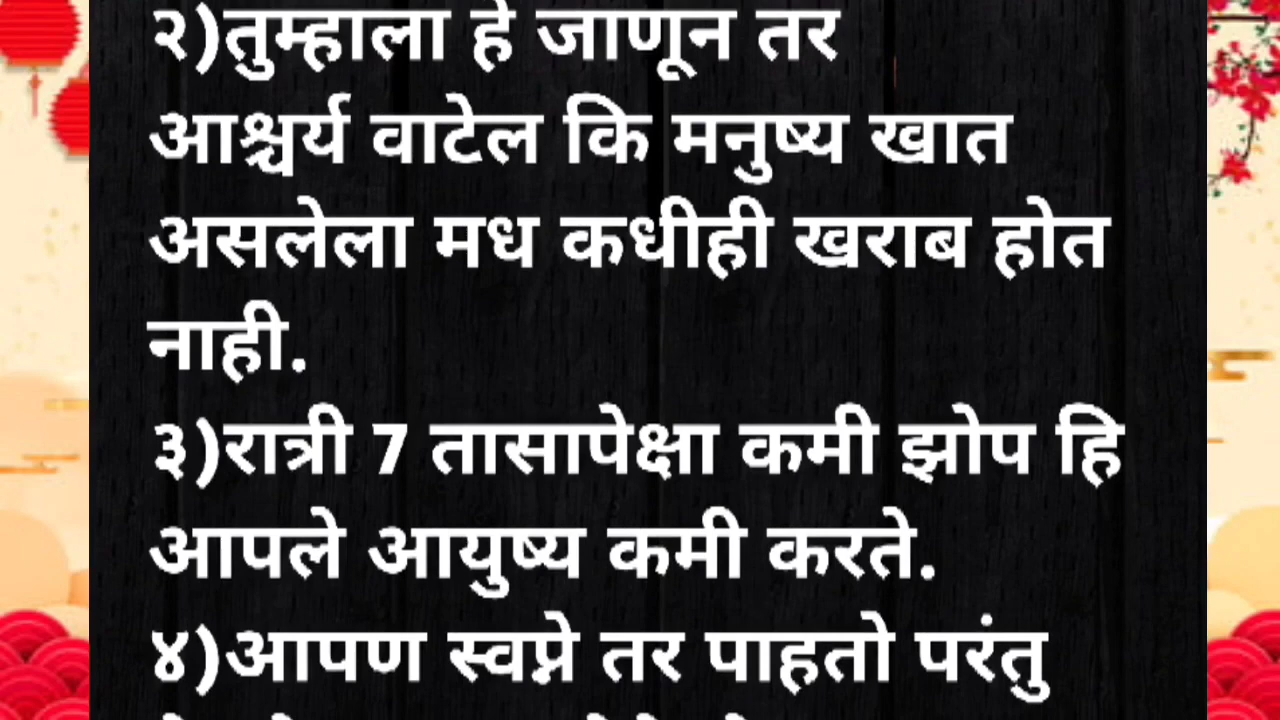 २)तुम्हाला हे जाणून तर
आश्चर्य वाटेल कि मनुष्य खात
असलेला मध कधीही खराब होत
नाही.
३)रात्री 7 तासापेक्षा कमी झोप हि
आपले आयुष्य कमी करते.
४)आपण स्वप्ने तर पाहतो परंतु